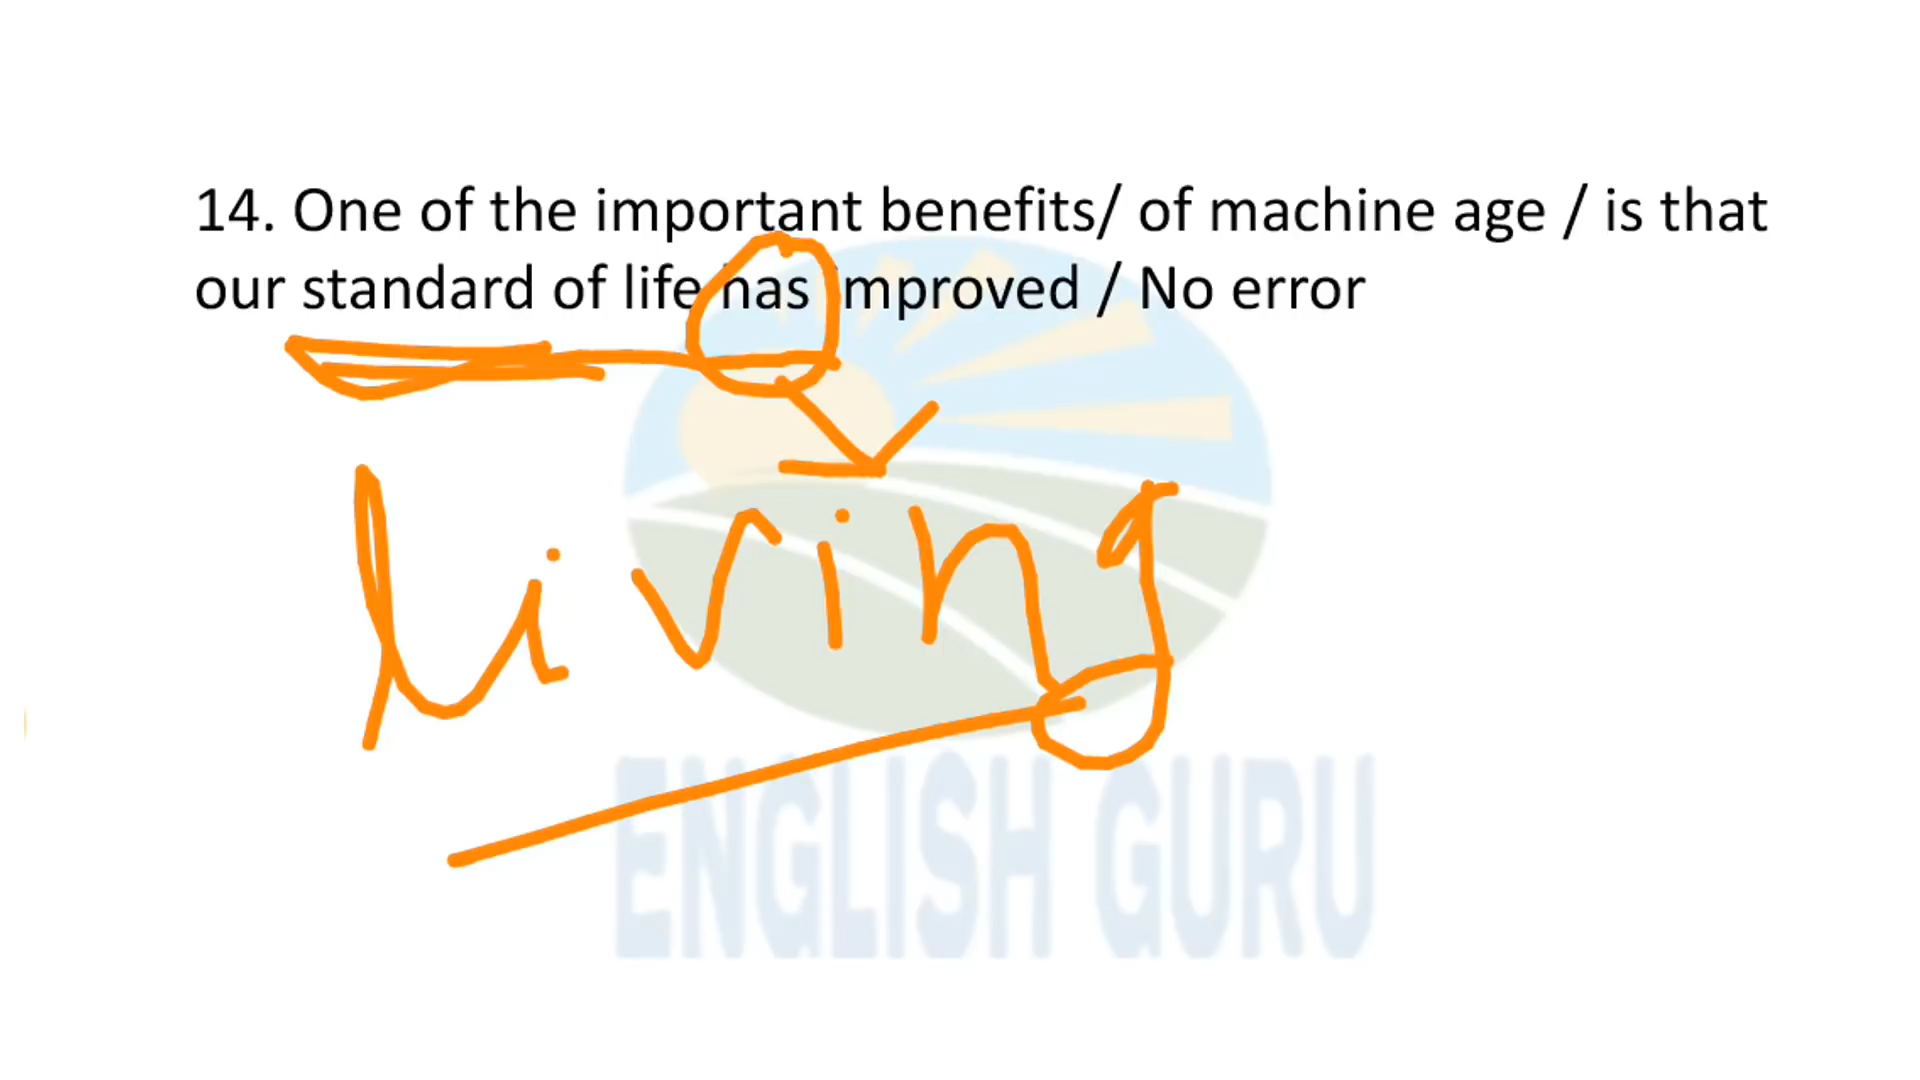 14. One of the important benefits/ of machine age / is that
our standard of life has improved / No error
living
ENGLISH GURU